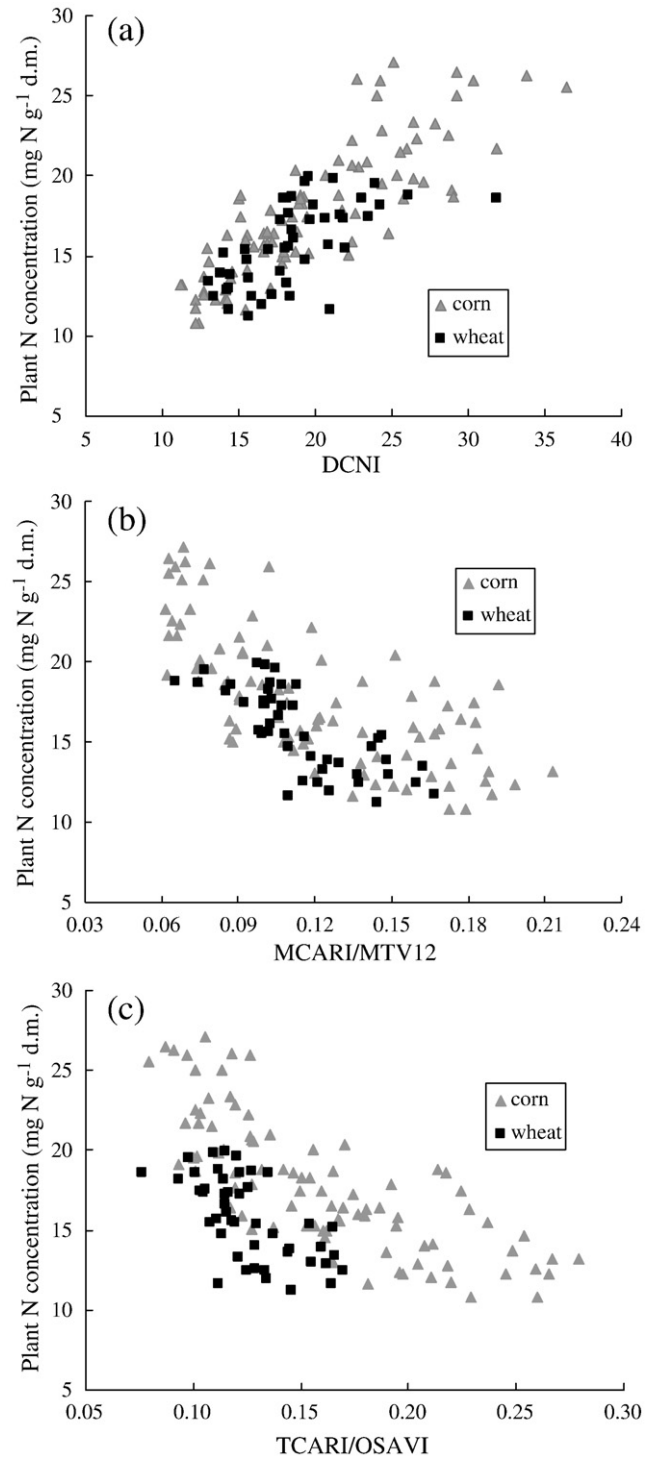 (a)
30
25
20
15
10
5
Plant N concentration (mg N g⁻¹ d.m.)
corn
wheat
5 10 15 20 25 30 35 40
DCNI
(b)
30
25
20
15
10
5
Plant N concentration (mg N g⁻¹ d.m.)
corn
wheat
0.03 0.06 0.09 0.12 0.15 0.18 0.21 0.24
MCARI/MTV12
(c)
30
25
20
15
10
5
Plant N concentration (mg N g⁻¹ d.m.)
corn
wheat
0.05 0.10 0.15 0.20 0.25 0.30
TCARI/OSAVI